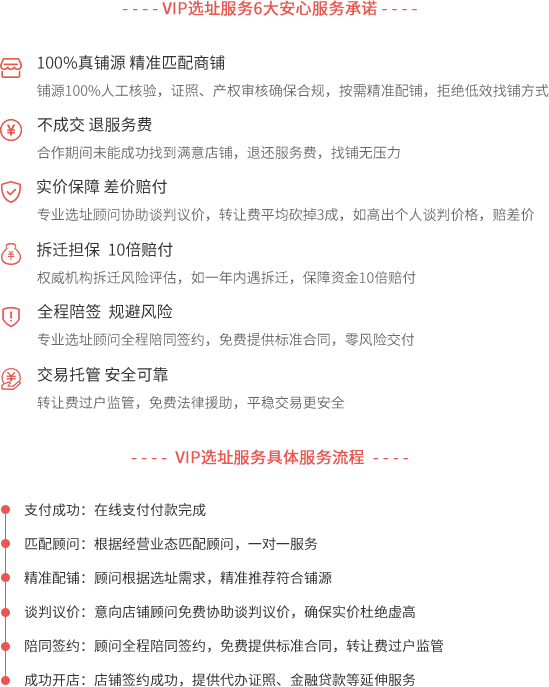 ---- VIP选址服务6大安心服务承诺 ----
100%真铺源 精准匹配商铺
铺源100%人工核验，证照、产权审核确保合规，按需精准配铺，拒绝低效找铺方式
不成交 退服务费
合作期间未能成功找到满意店铺，退还服务费，找铺无压力
实价保障 差价赔付
专业选址顾问协助谈判议价，转让费平均砍掉3成，如高出个人谈判价格，赔差价
拆迁担保 10倍赔付
权威机构拆迁风险评估，如一年内遇拆迁，保障资金10倍赔付
全程陪签 规避风险
专业选址顾问全程陪同签约，免费提供标准合同，零风险交付
交易托管 安全可靠
转让费过户监管，免费法律援助，平稳交易更安全
---- VIP选址服务具体服务流程 ----
支付成功：在线支付付款完成
匹配顾问：根据经营业态匹配顾问，一对一服务
精准配铺：顾问根据选址需求，精准推荐符合铺源
谈判议价：意向店铺顾问免费协助谈判议价，确保实价杜绝虚高
陪同签约：顾问全程陪同签约，免费提供标准合同，转让费过户监管
成功开店：店铺签约成功，提供代办证照、金融贷款等延伸服务